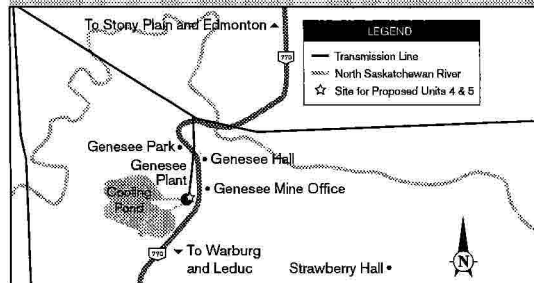 To Stony Plain and Edmonton
LEGEND
770
Transmission Line
North Saskatchewan River
Site for Proposed Units 4 & 5
Genesee Park
Genesee Hall
Genesee
Plant
Genesee Mine Office
Cooling
Pond
770
To Warburg
and Leduc
Strawberry Hall
N